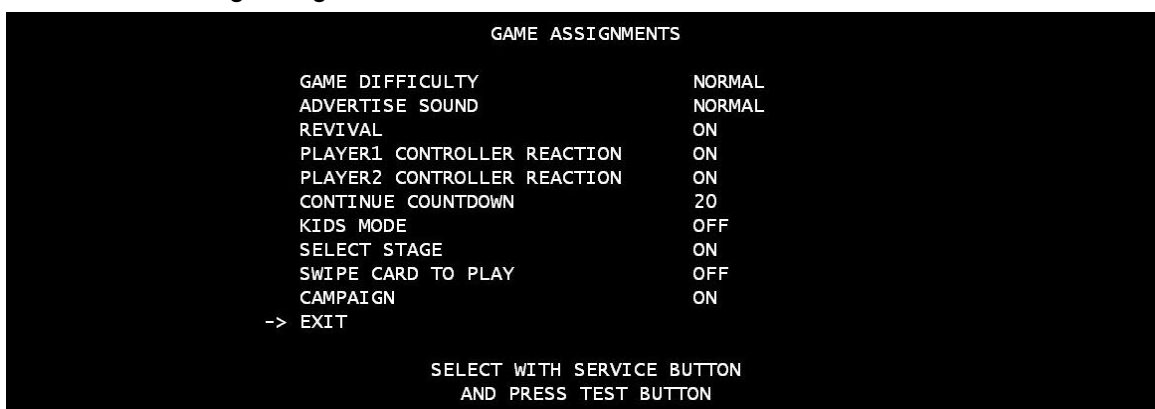 GAME ASSIGNMENTS
GAME DIFFICULTY NORMAL
ADVERTISE SOUND NORMAL
REVIVAL ON
PLAYER1 CONTROLLER REACTION ON
PLAYER2 CONTROLLER REACTION ON
CONTINUE COUNTDOWN 20
KIDS MODE OFF
SELECT STAGE ON
SWIPE CARD TO PLAY OFF
CAMPAIGN ON
-> EXIT
SELECT WITH SERVICE BUTTON
AND PRESS TEST BUTTON